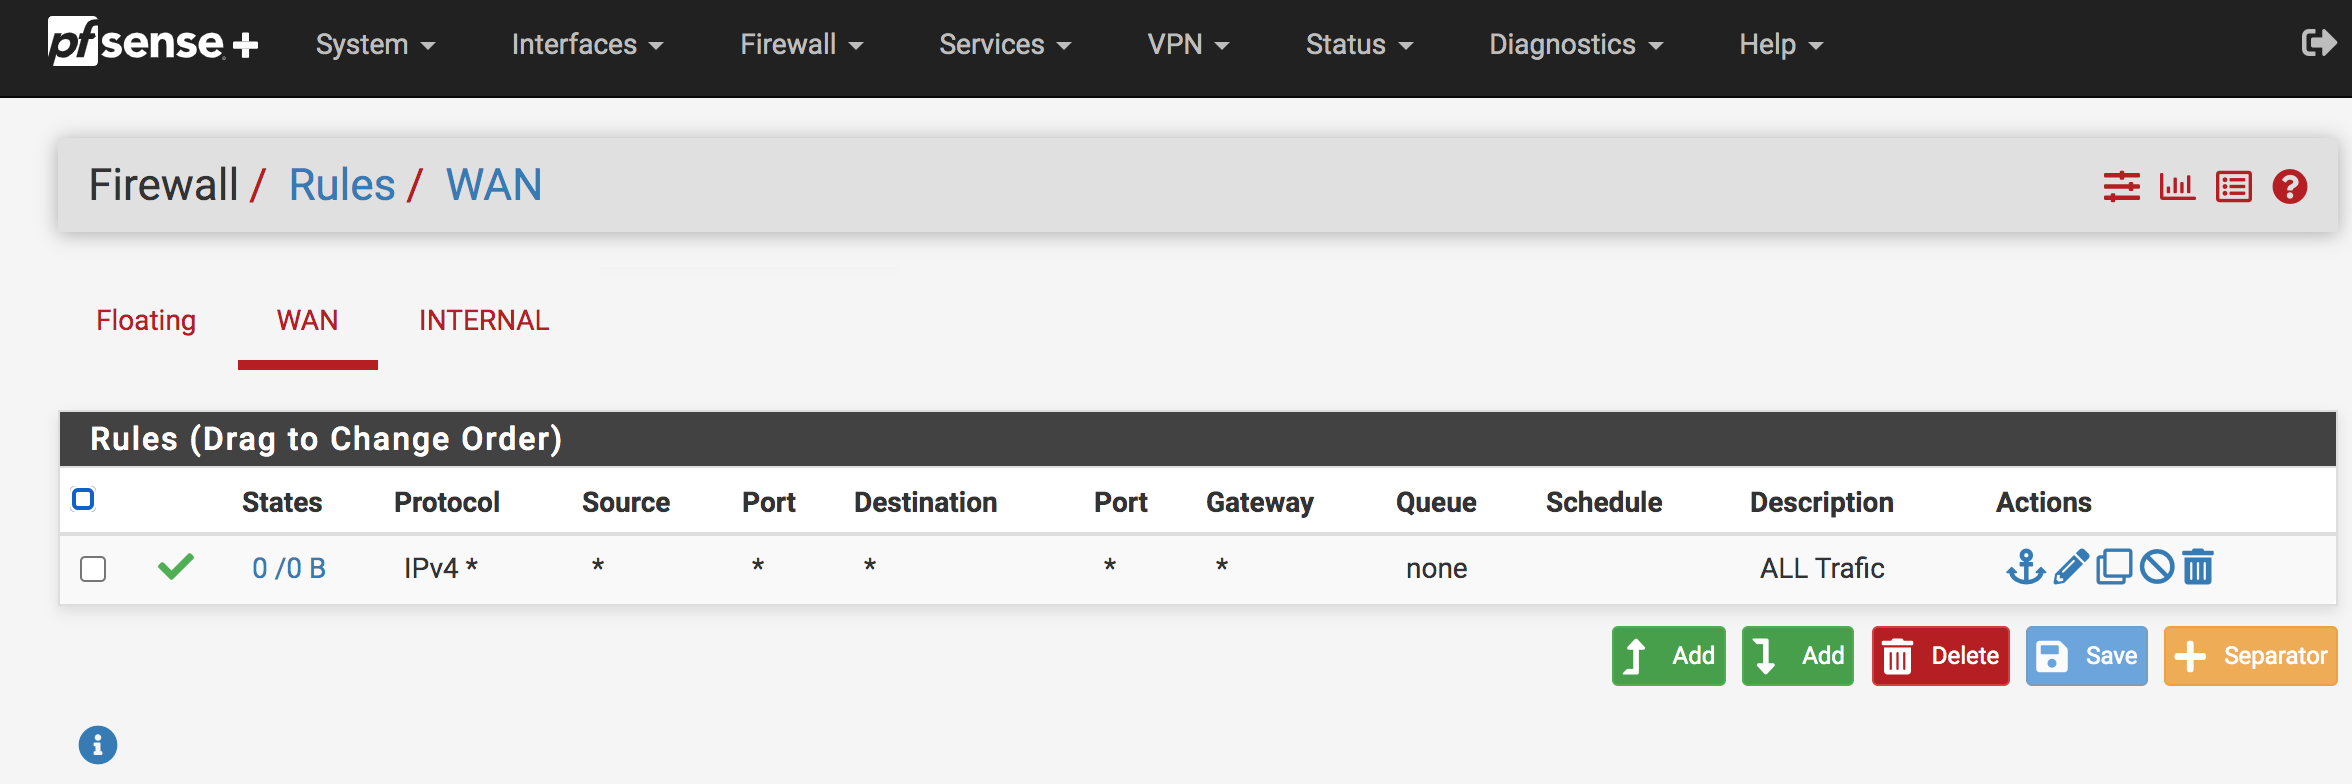 pfsense+ System Interfaces Firewall Services VPN Status Diagnostics Help
Firewall / Rules / WAN
Floating WAN INTERNAL
Rules (Drag to Change Order)
States Protocol Source Port Destination Port Gateway Queue Schedule Description Actions
0 /0 B IPv4 * * * * * * none ALL Trafic
Add Add Delete Save Separator